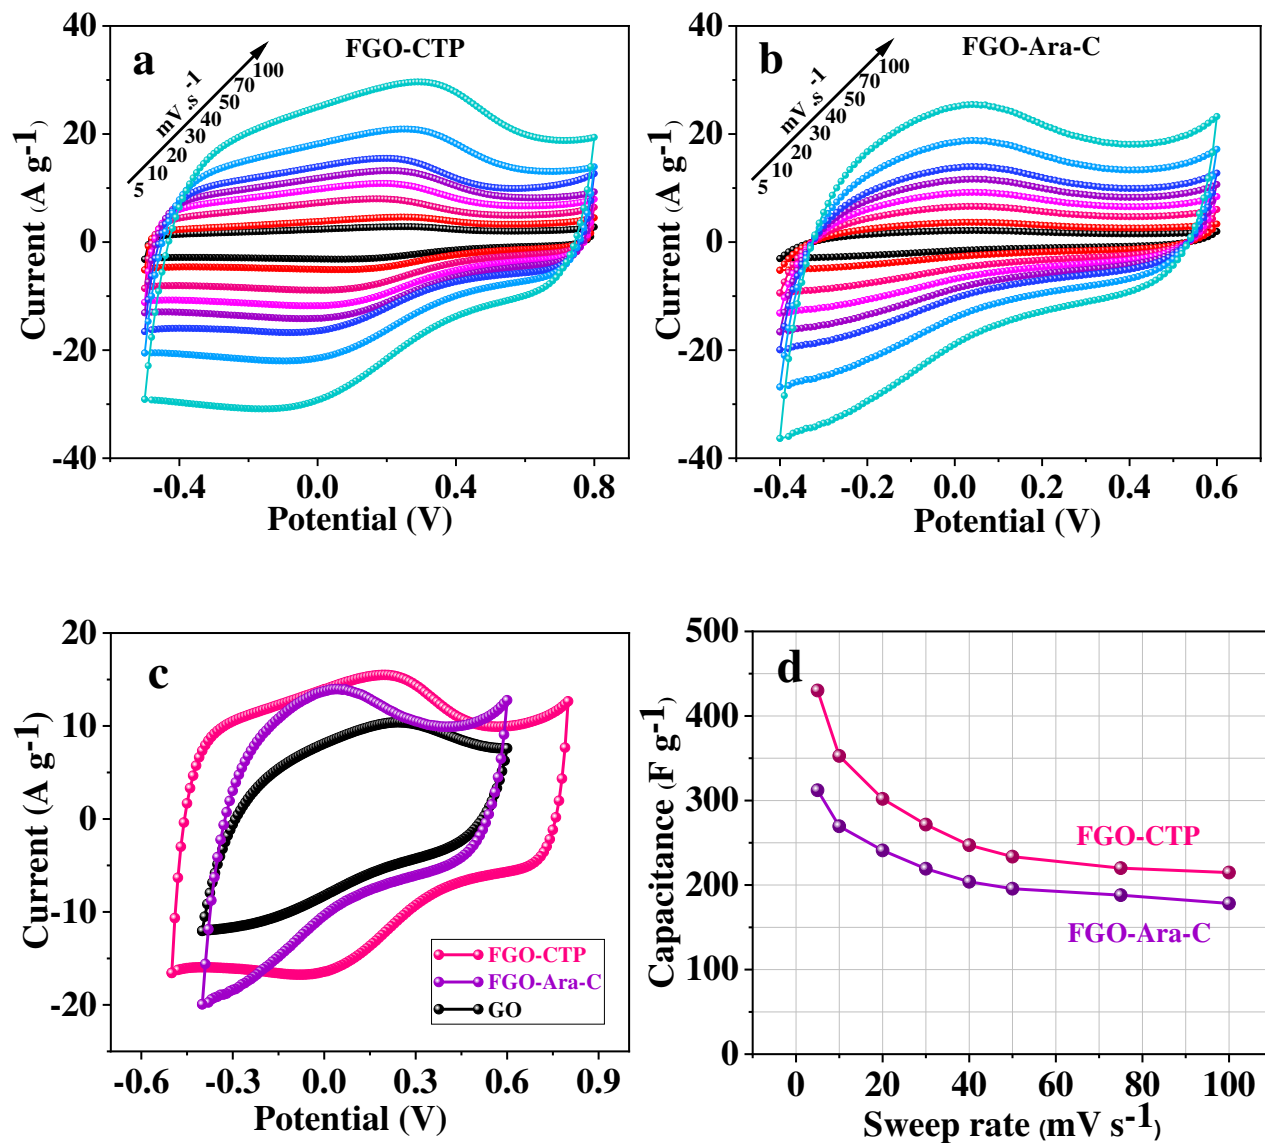 a
FGO-CTP
mV.s-1
5 10 20 30 40 50 70 100
Current (A g-1)
40
20
0
-20
-40
-0.4 0.0 0.4 0.8
Potential (V)
b
FGO-Ara-C
mV.s-1
5 10 20 30 40 50 70 100
Current (A g-1)
40
20
0
-20
-40
-0.4 -0.2 0.0 0.2 0.4 0.6
Potential (V)
c
Current (A g-1)
20
10
0
-10
-20
FGO-CTP
FGO-Ara-C
GO
-0.6 -0.3 0.0 0.3 0.6 0.9
Potential (V)
d
Capacitance (F g-1)
500
400
300
200
100
0
FGO-CTP
FGO-Ara-C
0 20 40 60 80 100
Sweep rate (mV s-1)